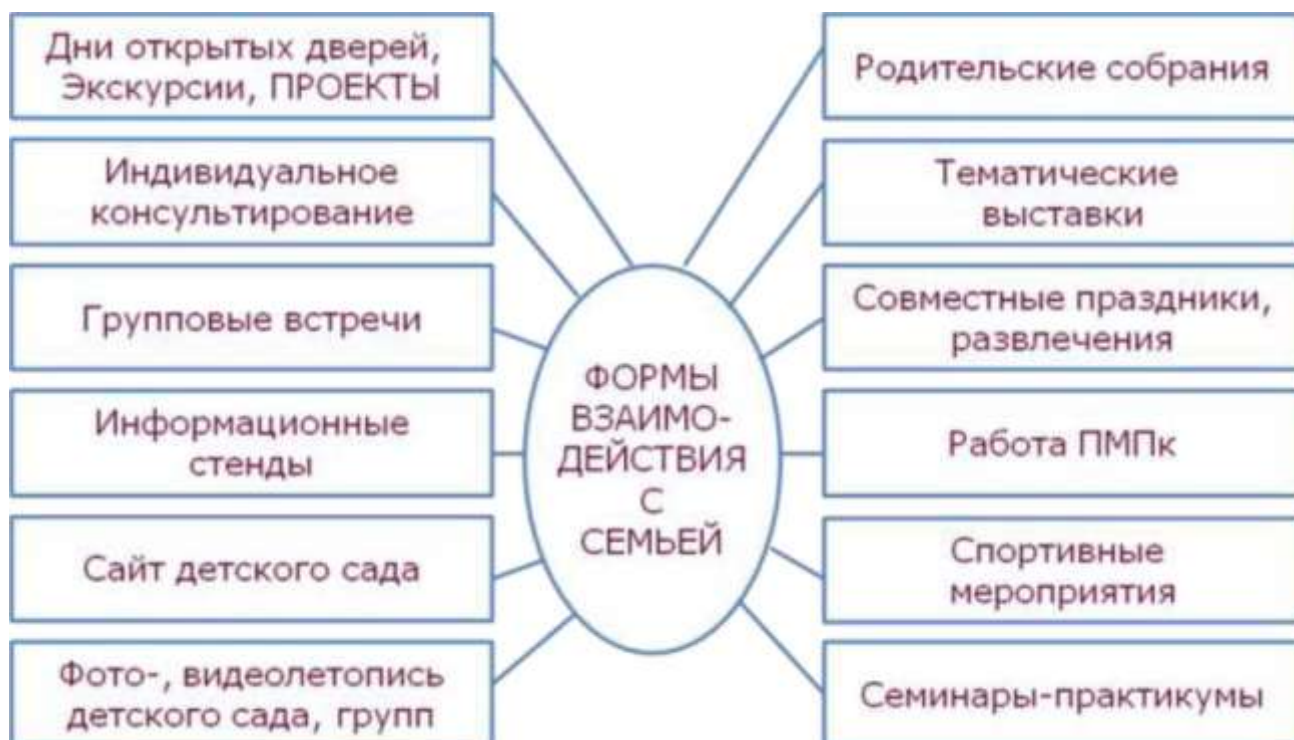 Дни открытых дверей,
Экскурсии, ПРОЕКТЫ
Индивидуальное
консультирование
Групповые встречи
Информационные
стенды
Сайт детского сада
Фото-, видеолетопись
детского сада, групп
ФОРМЫ
ВЗАИМО-
ДЕЙСТВИЯ
С
СЕМЬЕЙ
Родительские собрания
Тематические
выставки
Совместные праздники,
развлечения
Работа ПМПк
Спортивные
мероприятия
Семинары-практикумы